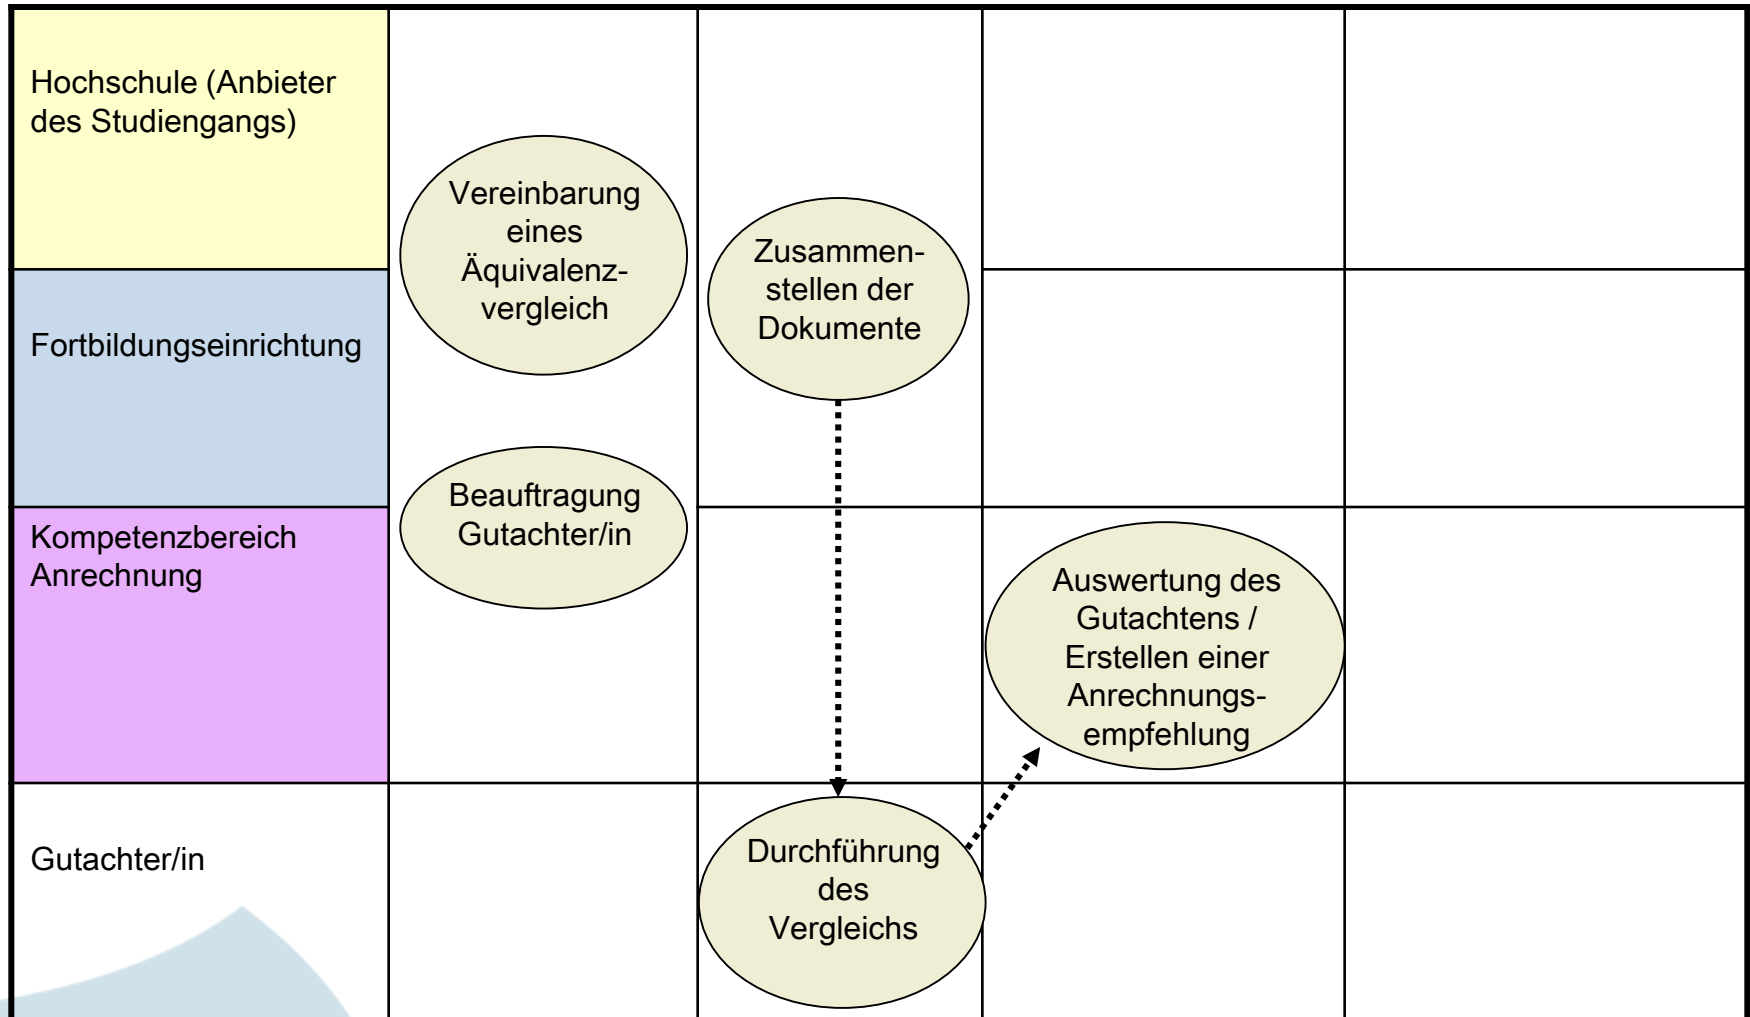 Hochschule (Anbieter
des Studiengangs)
Vereinbarung
eines
Äquivalenz-
vergleich
Zusammen-
stellen der
Dokumente
Fortbildungseinrichtung
Beauftragung
Gutachter/in
Kompetenzbereich
Anrechnung
Auswertung des
Gutachtens /
Erstellen einer
Anrechnungs-
empfehlung
Gutachter/in
Durchführung
des
Vergleichs